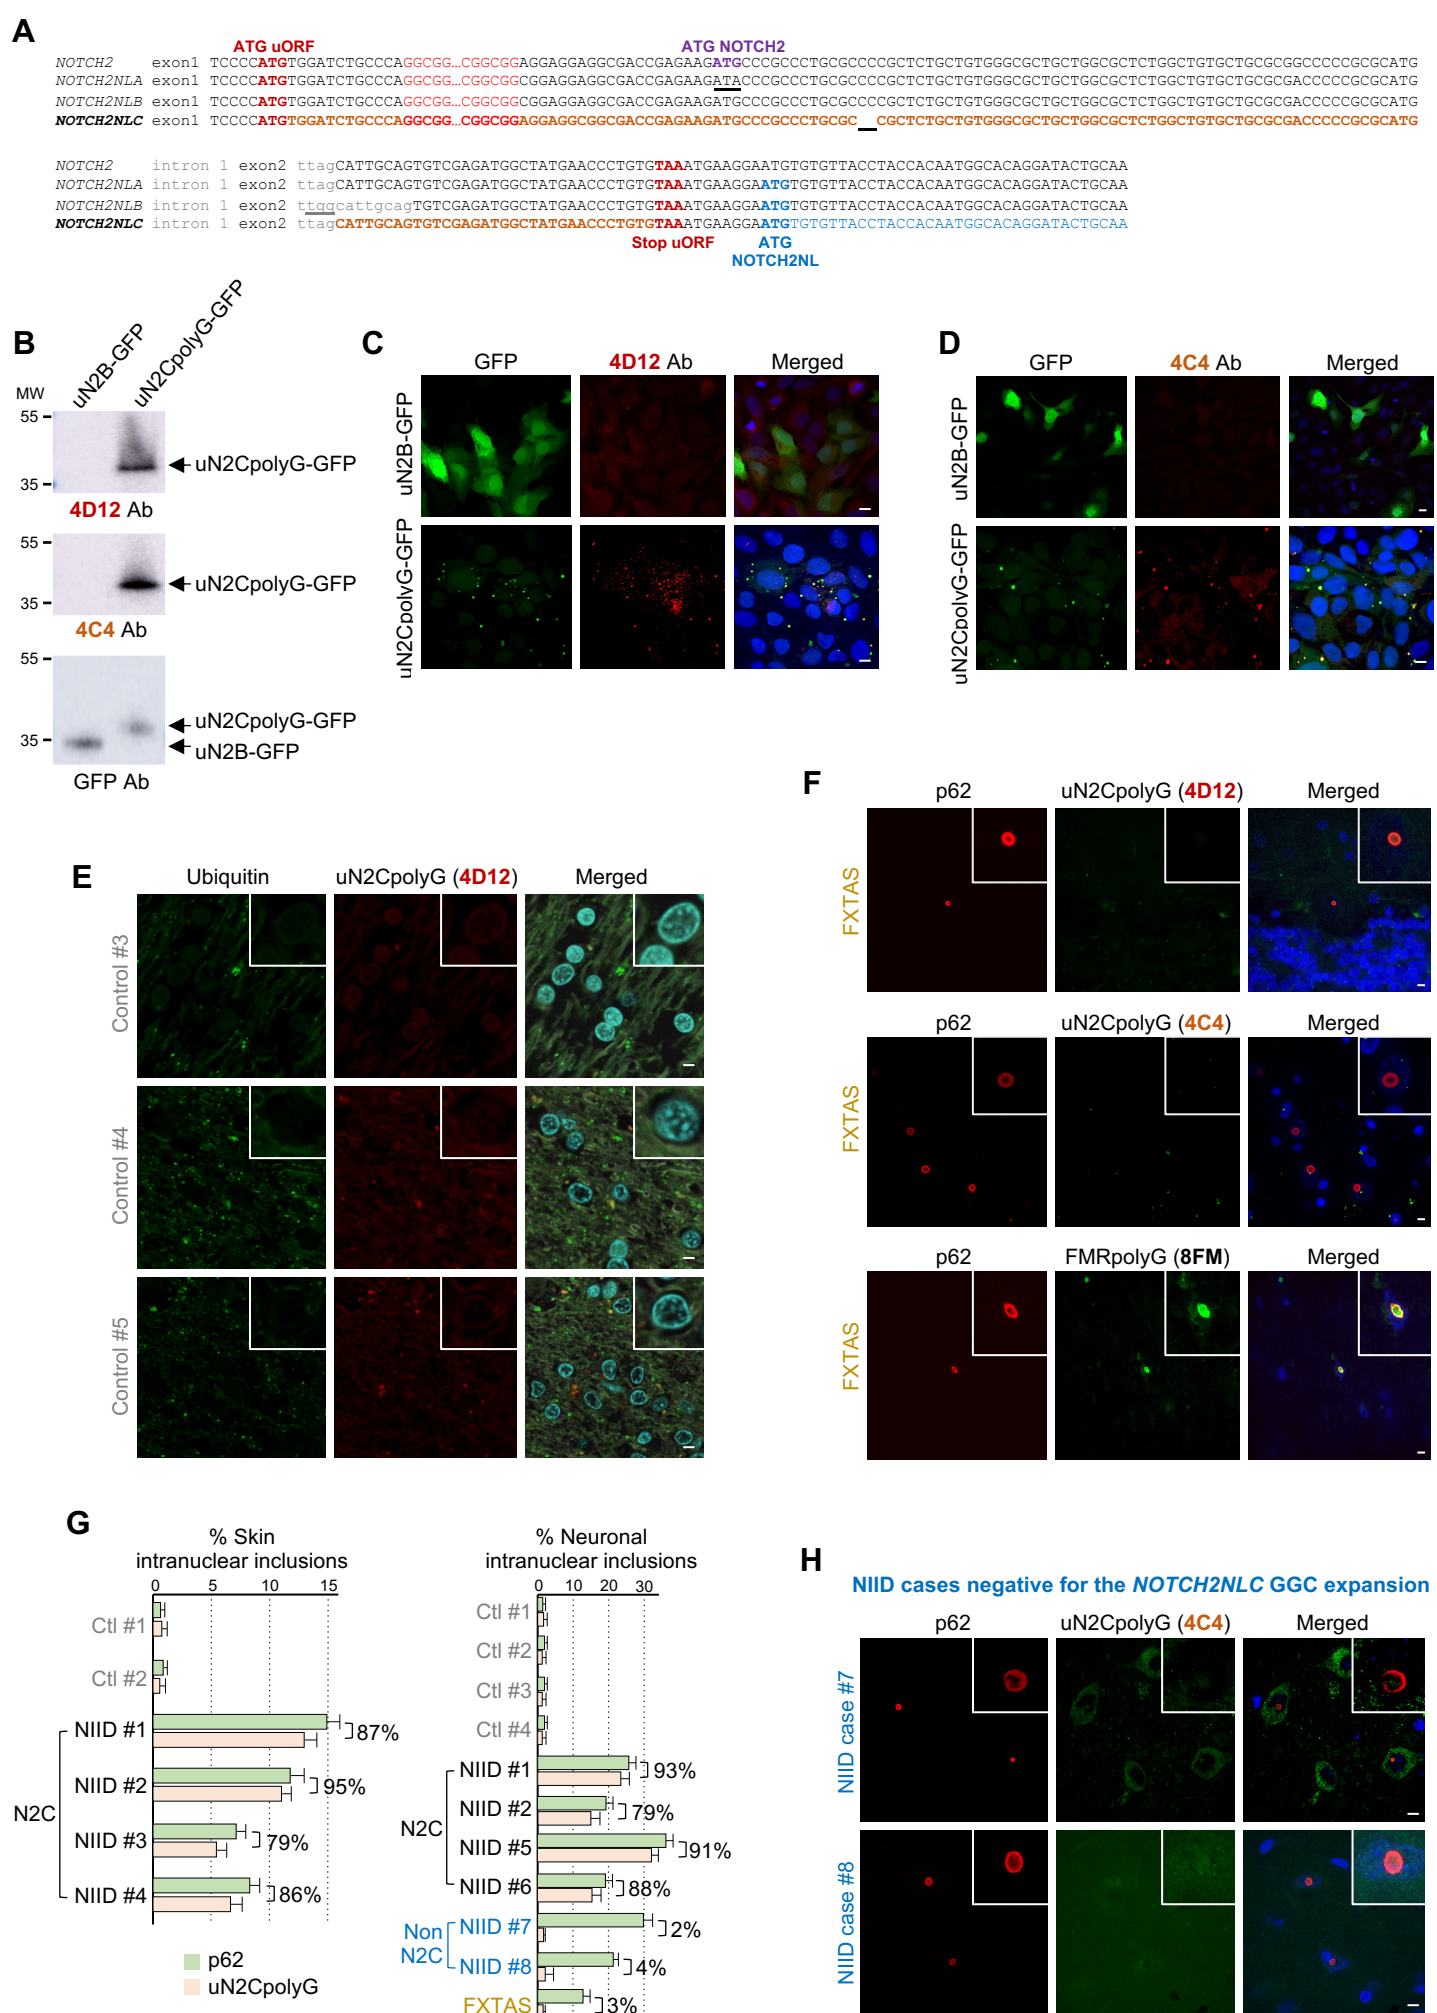 A
ATG uORF ATG NOTCH2
NOTCH2 exon1 TCCCCATGTGGATCTGCCCAGGCGG...CGGCGGAGGAGGAGGCGACCGAGAAGATGCCCGCCCTGCGCCCCGCTCTGCTGTGGGCGCTGCTGGCGCTCTGGCTGTGCTGCGCGGCCCCCGCGCATG
NOTCH2NLA exon1 TCCCCATGTGGATCTGCCCAGGCGG...CGGCGGAGGAGGAGGCGACCGAGAAGATACCCGCCCTGCGCCCCGCTCTGCTGTGGGCGCTGCTGGCGCTCTGGCTGTGCTGCGCGACCCCCGCGCATG
NOTCH2NLB exon1 TCCCCATGTGGATCTGCCCAGGCGG...CGGCGGCGGAGGAGGCGACCGAGAAGATGCCCGCCCTGCGCCCCGCTCTGCTGTGGGCGCTGCTGGCGCTCTGGCTGTGCTGCGCGACCCCCGCGCATG
NOTCH2NLC exon1 TCCCCATGTGGATCTGCCCAGGCGG...CGGCGGAGGAGGCGGCGACCGAGAAGATGCCCGCCCTGCGC__CGCTCTGCTGTGGGCGCTGCTGGCGCTCTGGCTGTGCTGCGCGACCCCCGCGCATG
NOTCH2 intron 1 exon2 ttagCATTGCAGTGTCGAGATGGCTATGAACCCTGTGTAAATGAAGGAATGTGTGTTACCTACCACAATGGCACAGGATACTGCAA
NOTCH2NLA intron 1 exon2 ttagCATTGCAGTGTCGAGATGGCTATGAACCCTGTGTAAATGAAGGAATGTGTGTTACCTACCACAATGGCACAGGATACTGCAA
NOTCH2NLB intron 1 exon2 ttggcattgcagTGTCGAGATGGCTATGAACCCTGTGTAAATGAAGGAATGTGTGTTACCTACCACAATGGCACAGGATACTGCAA
NOTCH2NLC intron 1 exon2 ttagCATTGCAGTGTCGAGATGGCTATGAACCCTGTGTAAATGAAGGAATGTGTGTTACCTACCACAATGGCACAGGATACTGCAA
Stop uORF ATG
NOTCH2NL
B
uN2B-GFP
uN2CpolyG-GFP
MW
55
35
uN2CpolyG-GFP
4D12 Ab
55
35
uN2CpolyG-GFP
4C4 Ab
55
35
uN2CpolyG-GFP
uN2B-GFP
GFP Ab
C
GFP 4D12 Ab Merged
uN2B-GFP
uN2CpolyG-GFP
D
GFP 4C4 Ab Merged
uN2B-GFP
uN2CpolyG-GFP
E
Ubiquitin uN2CpolyG (4D12) Merged
Control #3
Control #4
Control #5
F
p62 uN2CpolyG (4D12) Merged
FXTAS
p62 uN2CpolyG (4C4) Merged
FXTAS
p62 FMRpolyG (8FM) Merged
FXTAS
G
% Skin
intranuclear inclusions
0 5 10 15
Ctl #1
Ctl #2
N2C
NIID #1 87%
NIID #2 95%
NIID #3 79%
NIID #4 86%
p62
uN2CpolyG
% Neuronal
intranuclear inclusions
0 10 20 30
Ctl #1
Ctl #2
Ctl #3
Ctl #4
N2C
NIID #1 93%
NIID #2 79%
NIID #5 91%
NIID #6 88%
Non
N2C
NIID #7 2%
NIID #8 4%
FXTAS 3%
H
NIID cases negative for the NOTCH2NLC GGC expansion
p62 uN2CpolyG (4C4) Merged
NIID case #7
NIID case #8